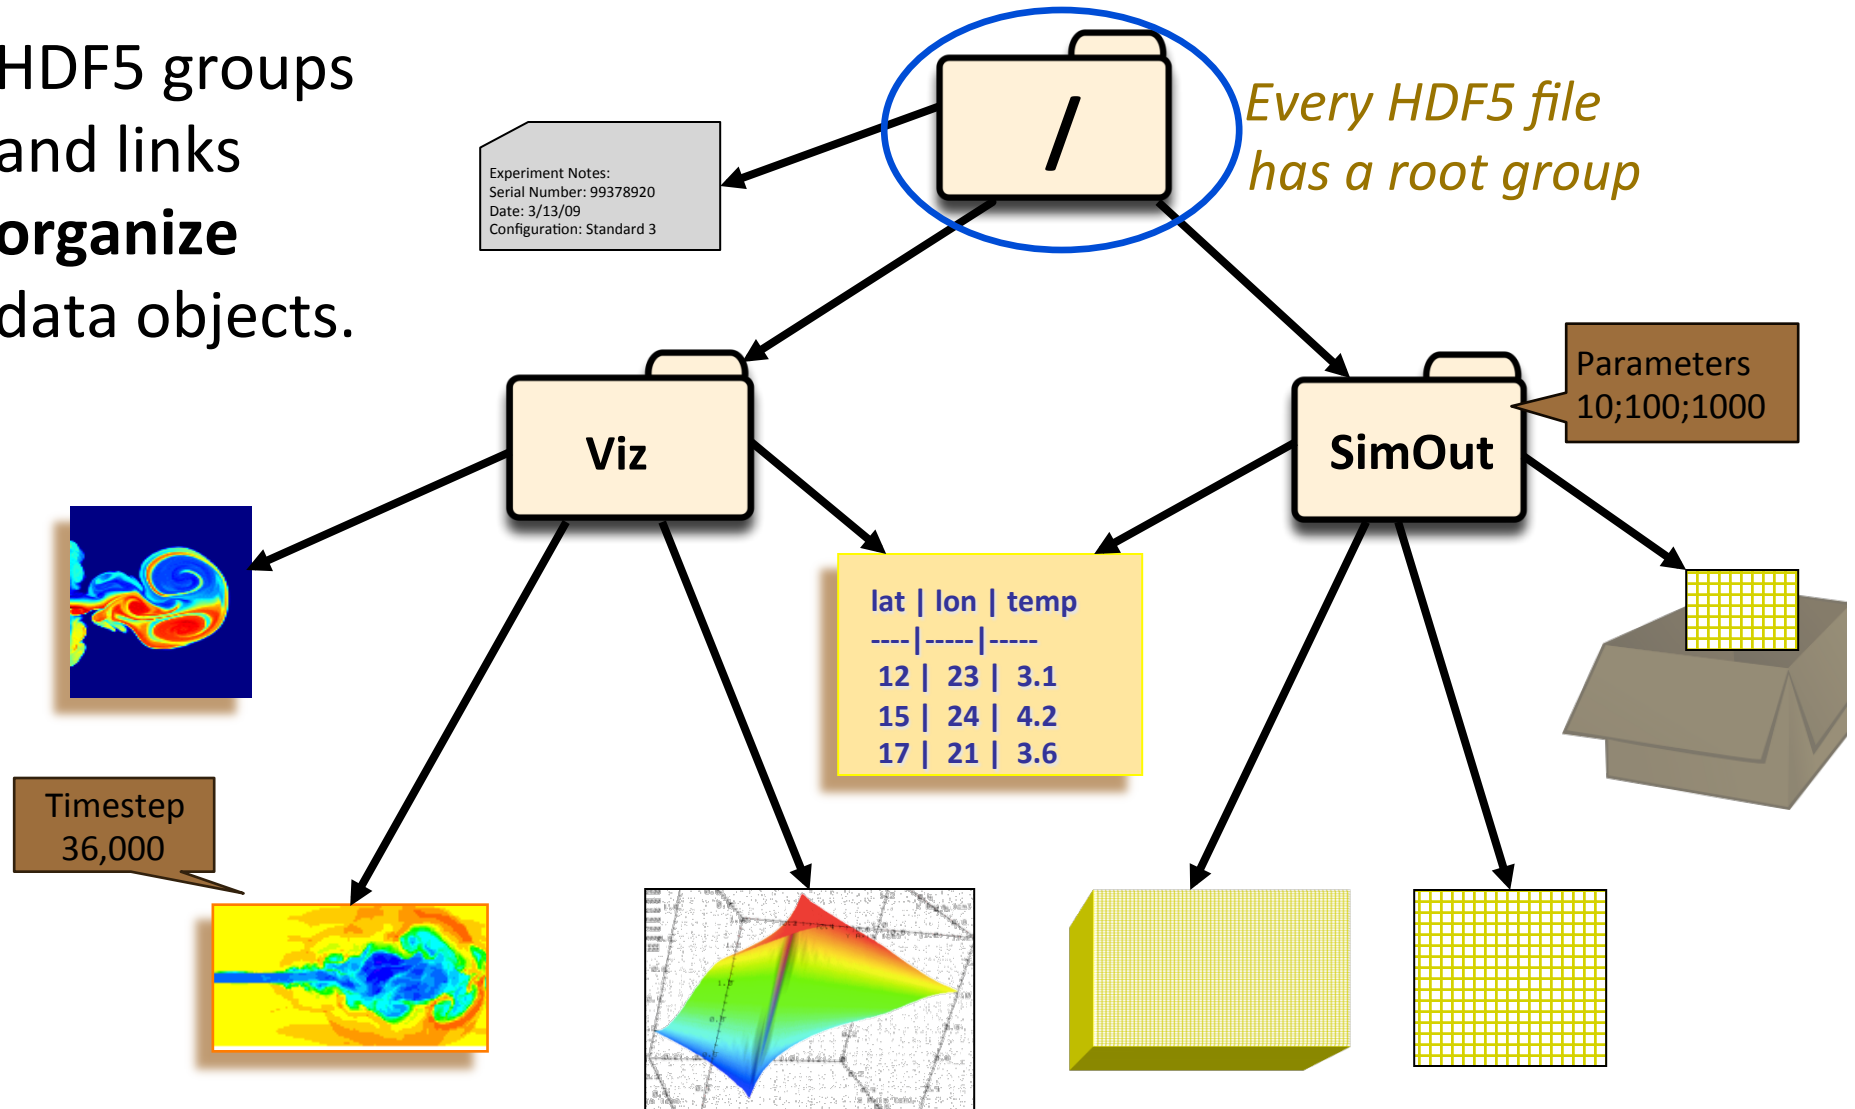 HDF5 groups
and links
organize
data objects.
/
Every HDF5 file
has a root group
Experiment Notes:
Serial Number: 99378920
Date: 3/13/09
Configuration: Standard 3
Viz
SimOut
Parameters
10;100;1000
lat | lon | temp
----|-----|-----
12 | 23 | 3.1
15 | 24 | 4.2
17 | 21 | 3.6
Timestep
36,000